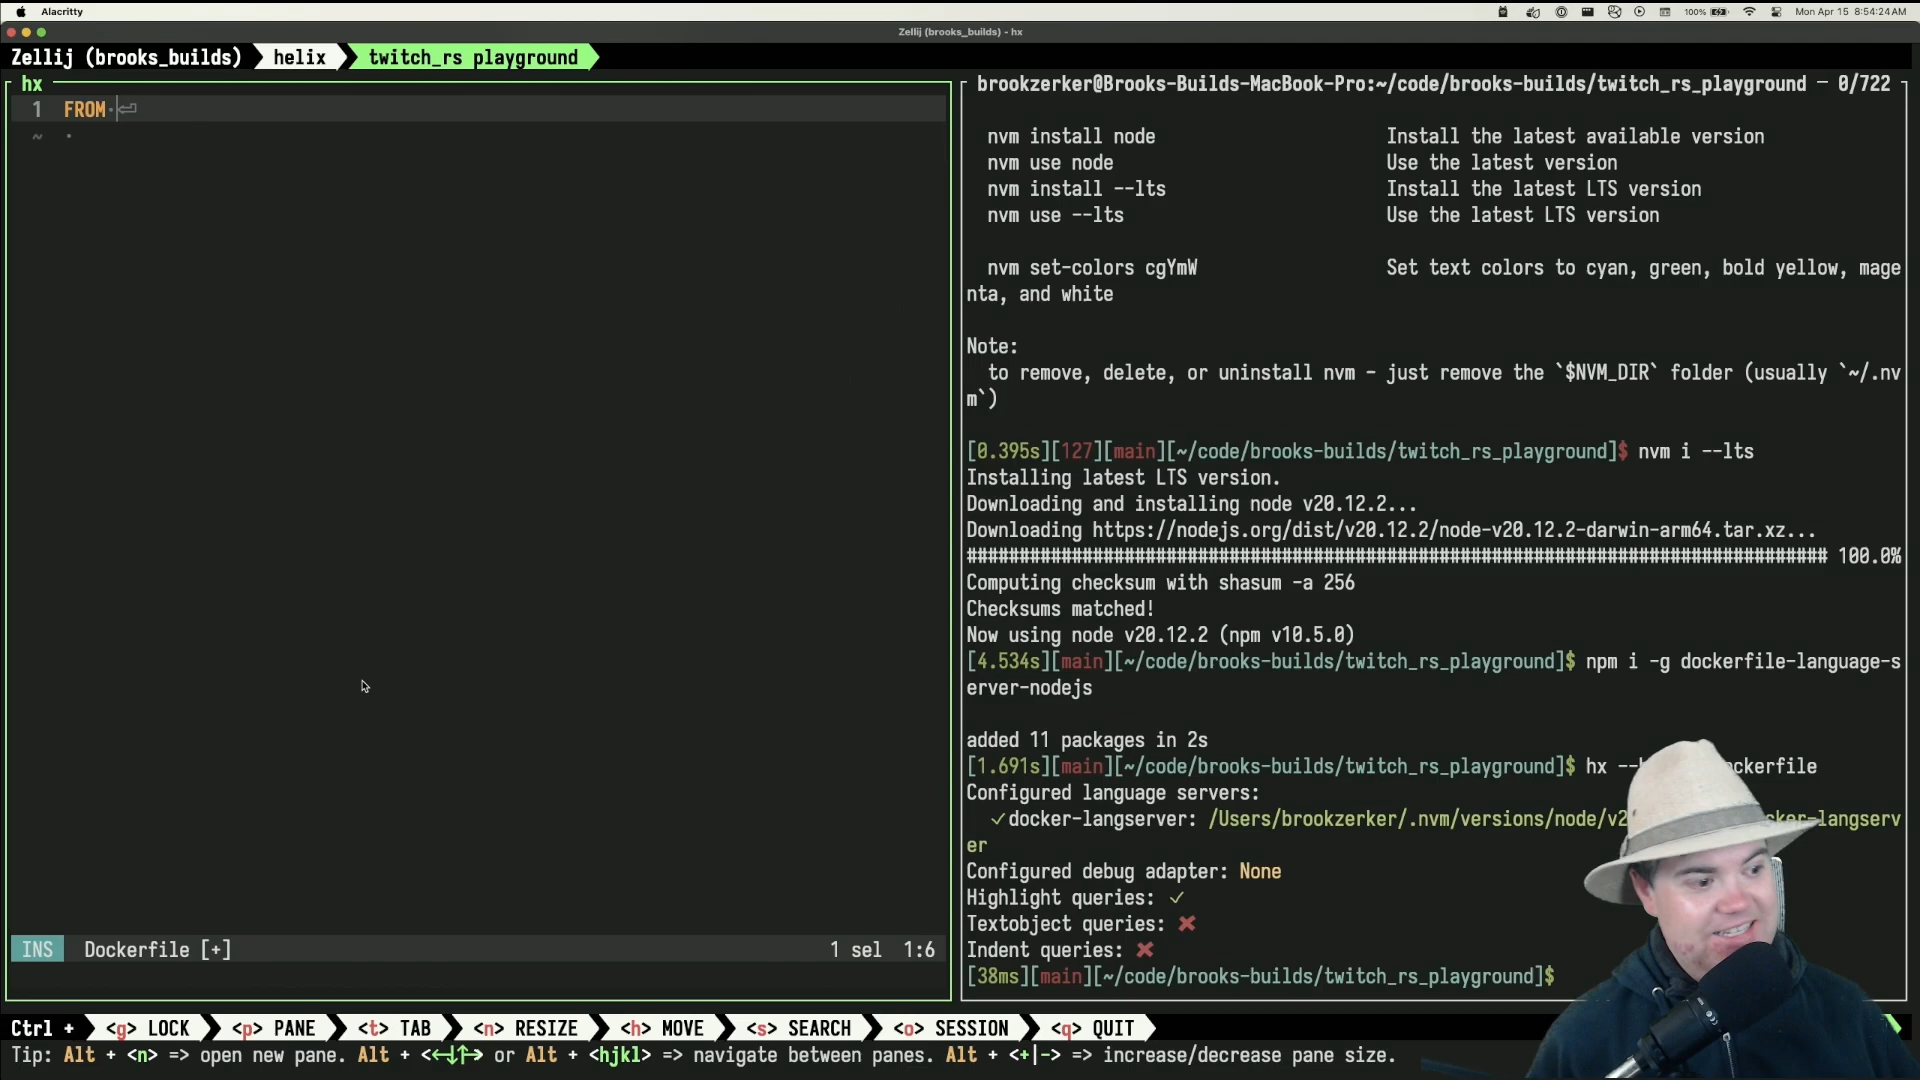 Alacritty
100%
Mon Apr 15 8:54:24 AM
Zellij (brooks_builds) - hx
Zellij (brooks_builds) helix twitch_rs playground
hx
1 FROM
~
INS Dockerfile [+] 1 sel 1:6
brookzerker@Brooks-Builds-MacBook-Pro:~/code/brooks-builds/twitch_rs_playground — 0/722
nvm install node Install the latest available version
nvm use node Use the latest version
nvm install --lts Install the latest LTS version
nvm use --lts Use the latest LTS version
nvm set-colors cgYmW Set text colors to cyan, green, bold yellow, mage
nta, and white
Note:
to remove, delete, or uninstall nvm - just remove the `$NVM_DIR` folder (usually `~/.nv
m`)
[0.395s][127][main][~/code/brooks-builds/twitch_rs_playground]$ nvm i --lts
Installing latest LTS version.
Downloading and installing node v20.12.2...
Downloading https://nodejs.org/dist/v20.12.2/node-v20.12.2-darwin-arm64.tar.xz...
################################################################################## 100.0%
Computing checksum with shasum -a 256
Checksums matched!
Now using node v20.12.2 (npm v10.5.0)
[4.534s][main][~/code/brooks-builds/twitch_rs_playground]$ npm i -g dockerfile-language-s
erver-nodejs
added 11 packages in 2s
[1.691s][main][~/code/brooks-builds/twitch_rs_playground]$ hx ckerfile
Configured language servers:
✓docker-langserver: /Users/brookzerker/.nvm/versions/node/v2 cker-langserv
er
Configured debug adapter: None
Highlight queries: ✓
Textobject queries: ✘
Indent queries: ✘
[38ms][main][~/code/brooks-builds/twitch_rs_playground]$
Ctrl + <g> LOCK <p> PANE <t> TAB <n> RESIZE <h> MOVE <s> SEARCH <o> SESSION <q> QUIT
Tip: Alt + <n> => open new pane. Alt + <←↓↑→> or Alt + <hjkl> => navigate between panes. Alt + <+|-> => increase/decrease pane size.